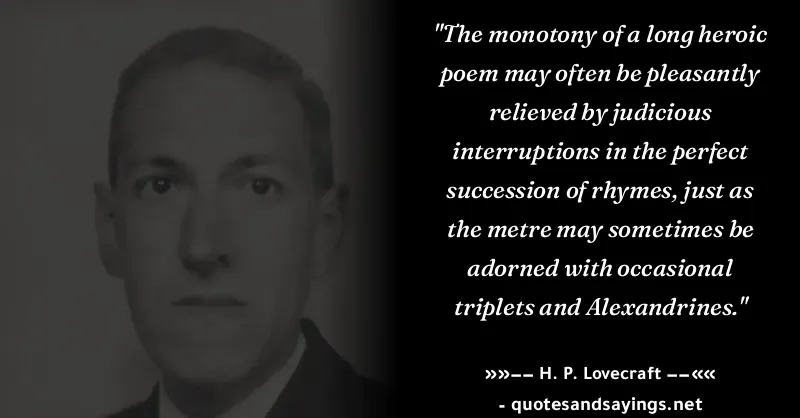 "The monotony of a long heroic
poem may often be pleasantly
relieved by judicious
interruptions in the perfect
succession of rhymes, just as
the metre may sometimes be
adorned with occasional
triplets and Alexandrines."
»»–– H. P. Lovecraft ––««
- quotesandsayings.net